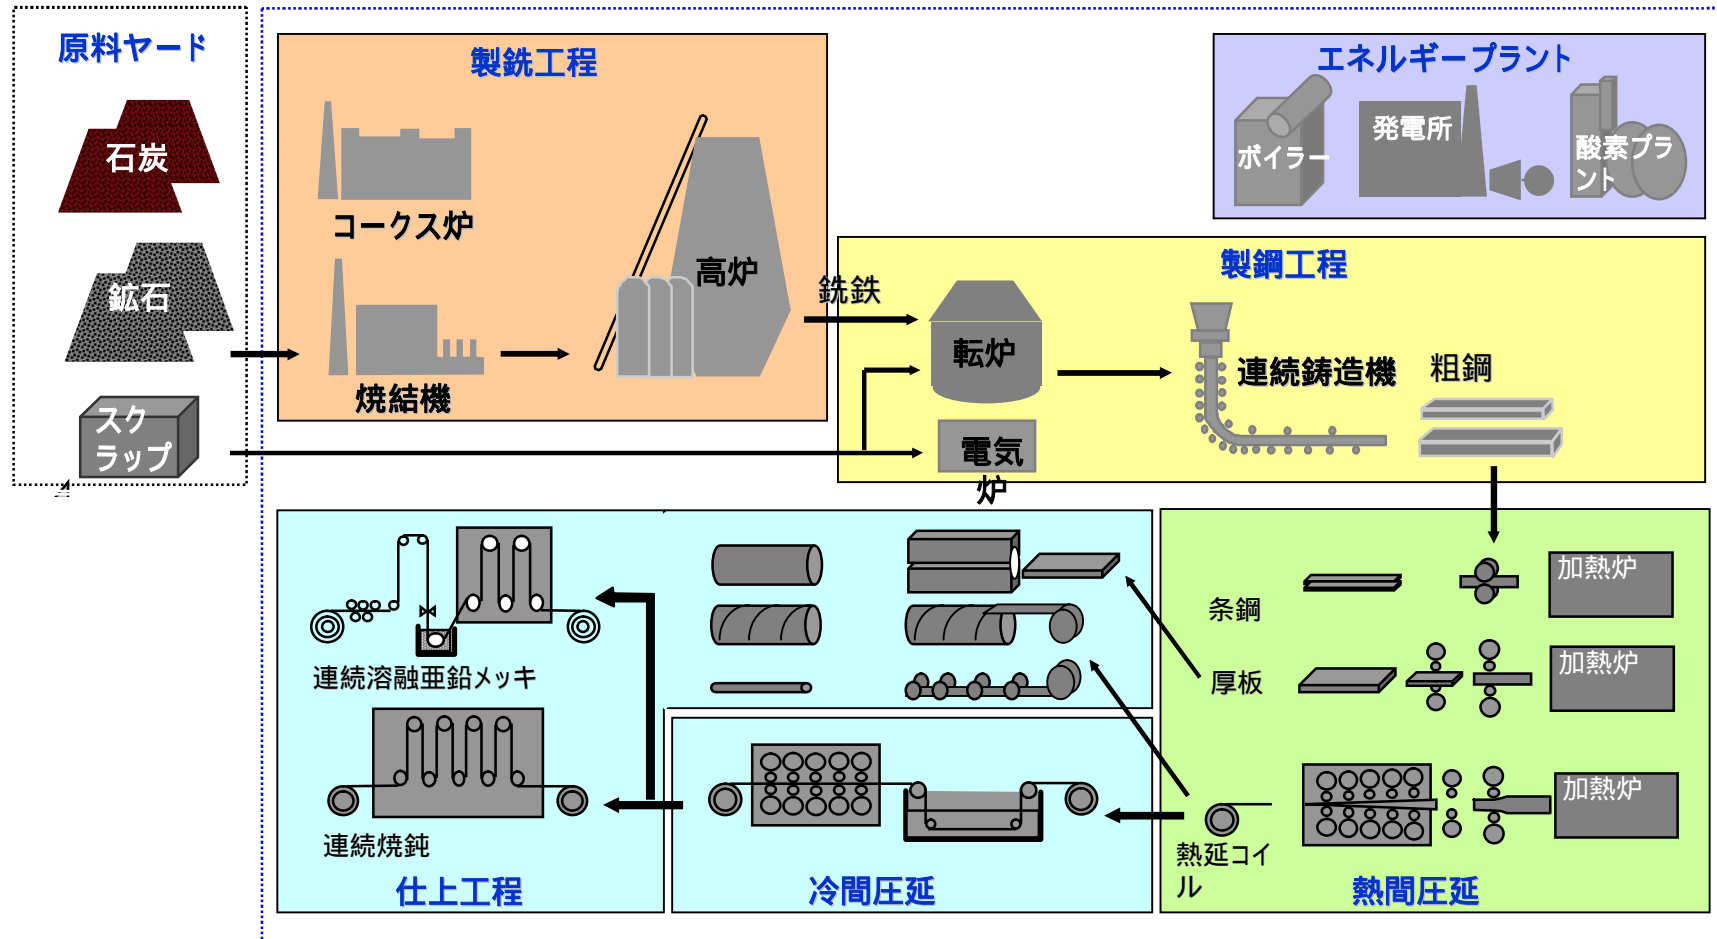 原料ヤード
石炭
鉱石
スク
ラップ
製銑工程
コークス炉
焼結機
高炉
銑鉄
エネルギープラント
ボイラー
発電所
酸素プラ
ント
製鋼工程
転炉
電気
炉
連続鋳造機
粗鋼
連続溶融亜鉛メッキ
連続焼鈍
仕上工程
冷間圧延
条鋼
厚板
熱延コイ
ル
加熱炉
加熱炉
加熱炉
熱間圧延